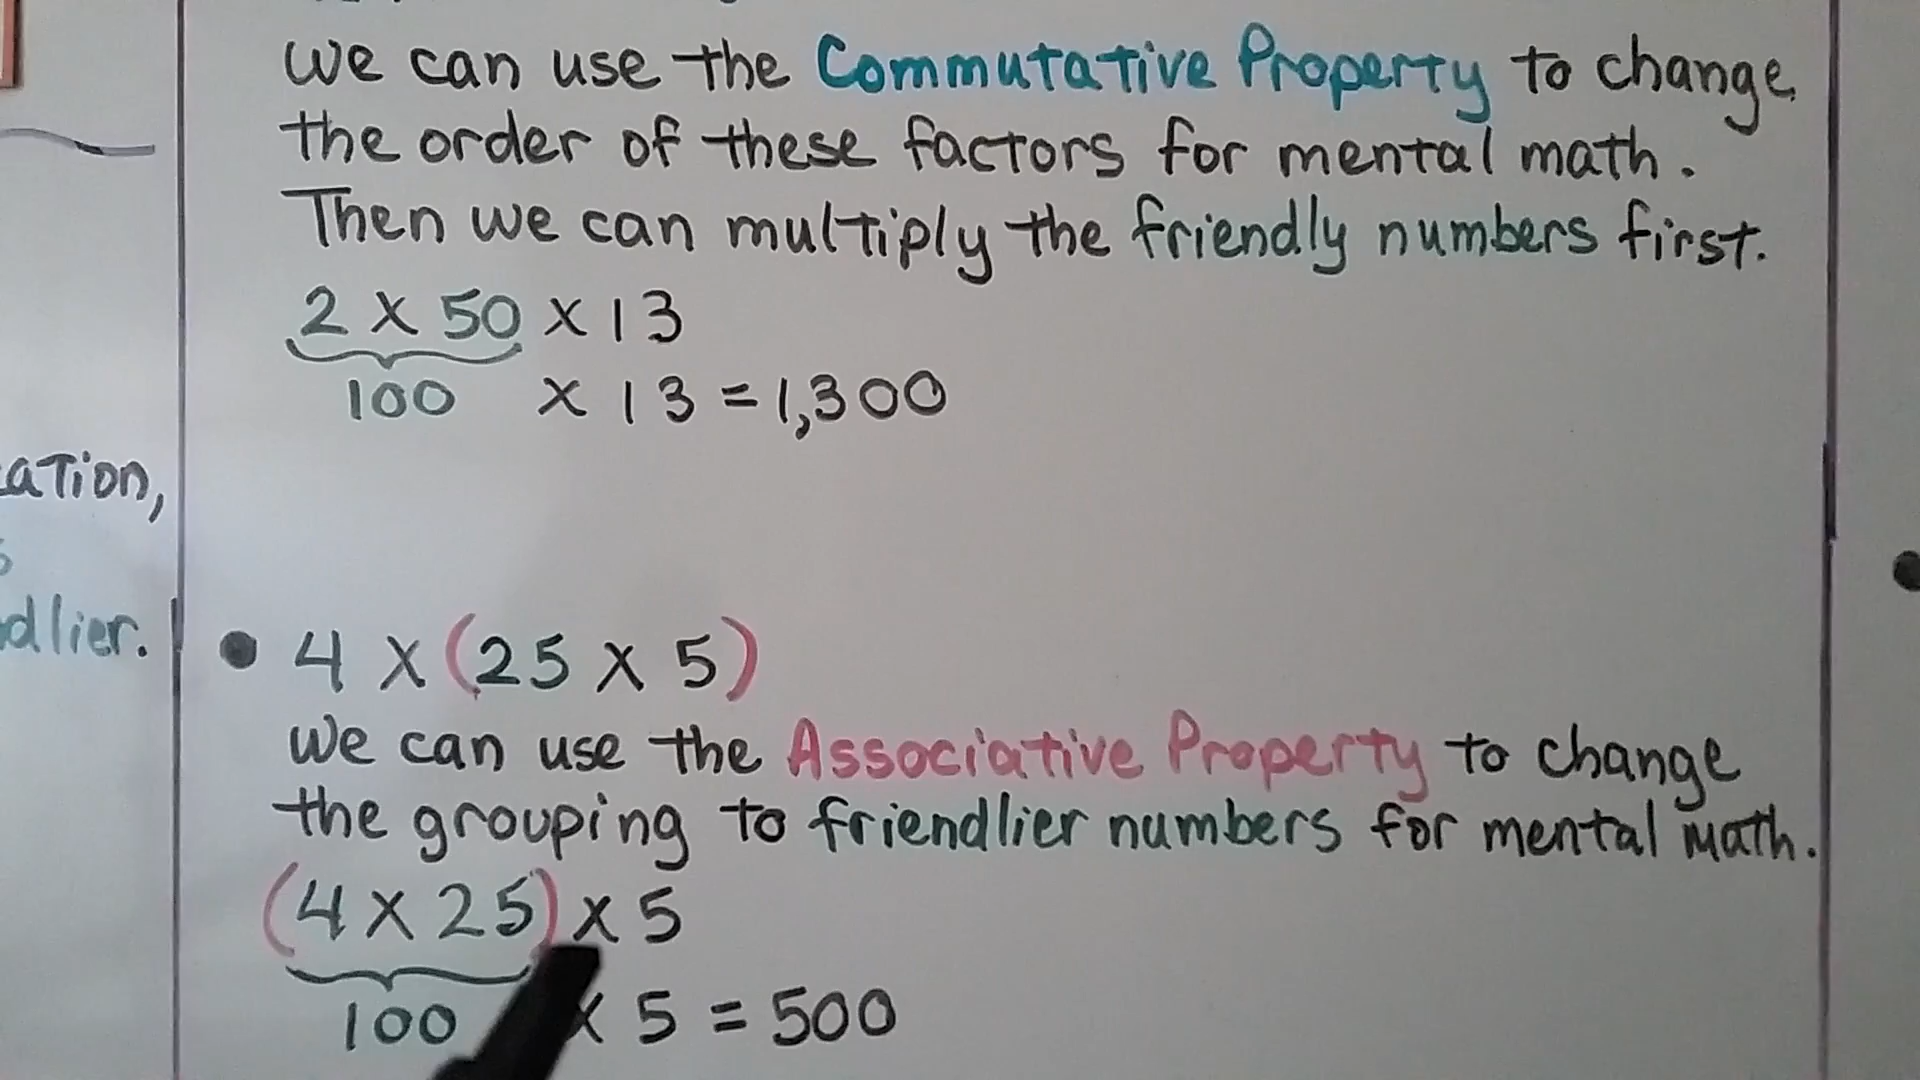 we can use the Commutative Property to change
the order of these factors for mental math.
Then we can multiply the friendly numbers first.
2 x 50 x 13
100 x 13 = 1,300
• 4 x (25 x 5)
we can use the Associative Property to change
the grouping to friendlier numbers for mental math.
(4 x 25) x 5
100 x 5 = 500